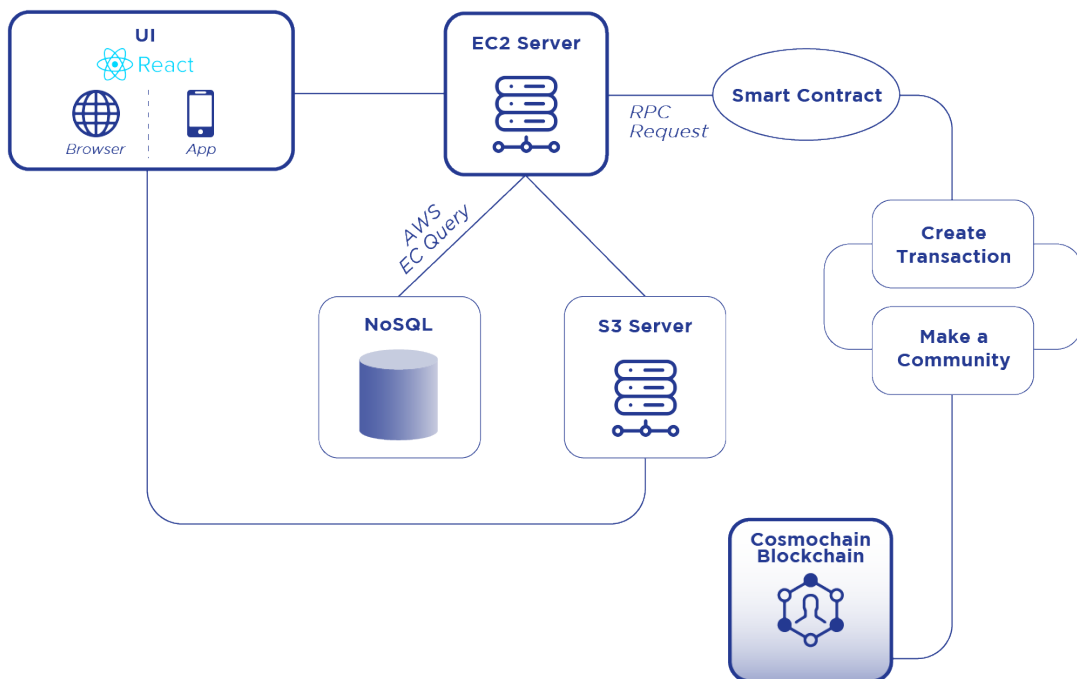 UI
React
Browser
App
EC2 Server
RPC
Request
Smart Contract
AWS
EC Query
Create
Transaction
NoSQL
S3 Server
Make a
Community
Cosmochain
Blockchain